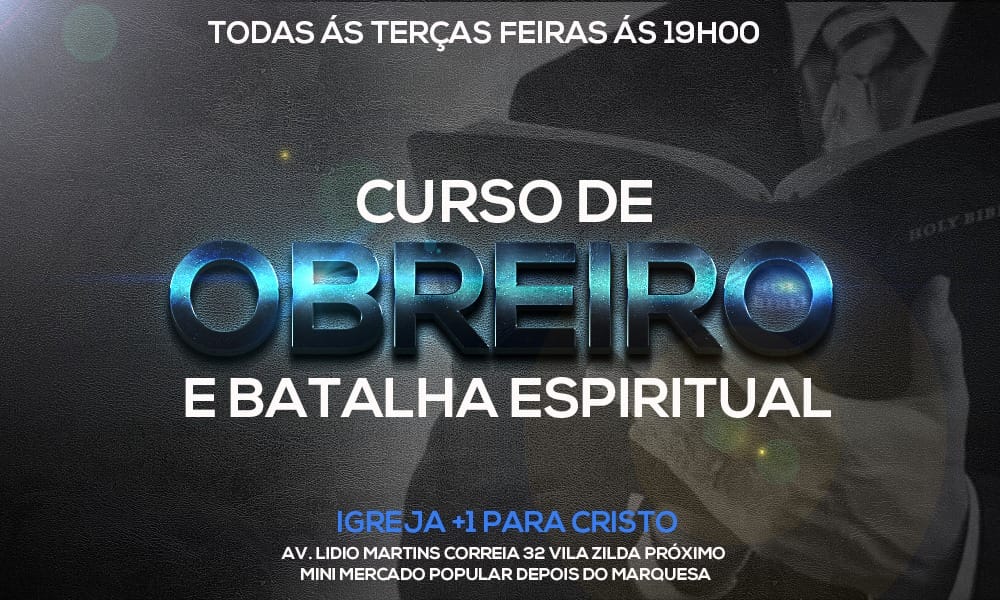 TODAS ÁS TERÇAS FEIRAS ÁS 19H00
CURSO DE
OBREIRO
E BATALHA ESPIRITUAL
HOLY BIB
IGREJA +1 PARA CRISTO
AV. LIDIO MARTINS CORREIA 32 VILA ZILDA PRÓXIMO
MINI MERCADO POPULAR DEPOIS DO MARQUESA